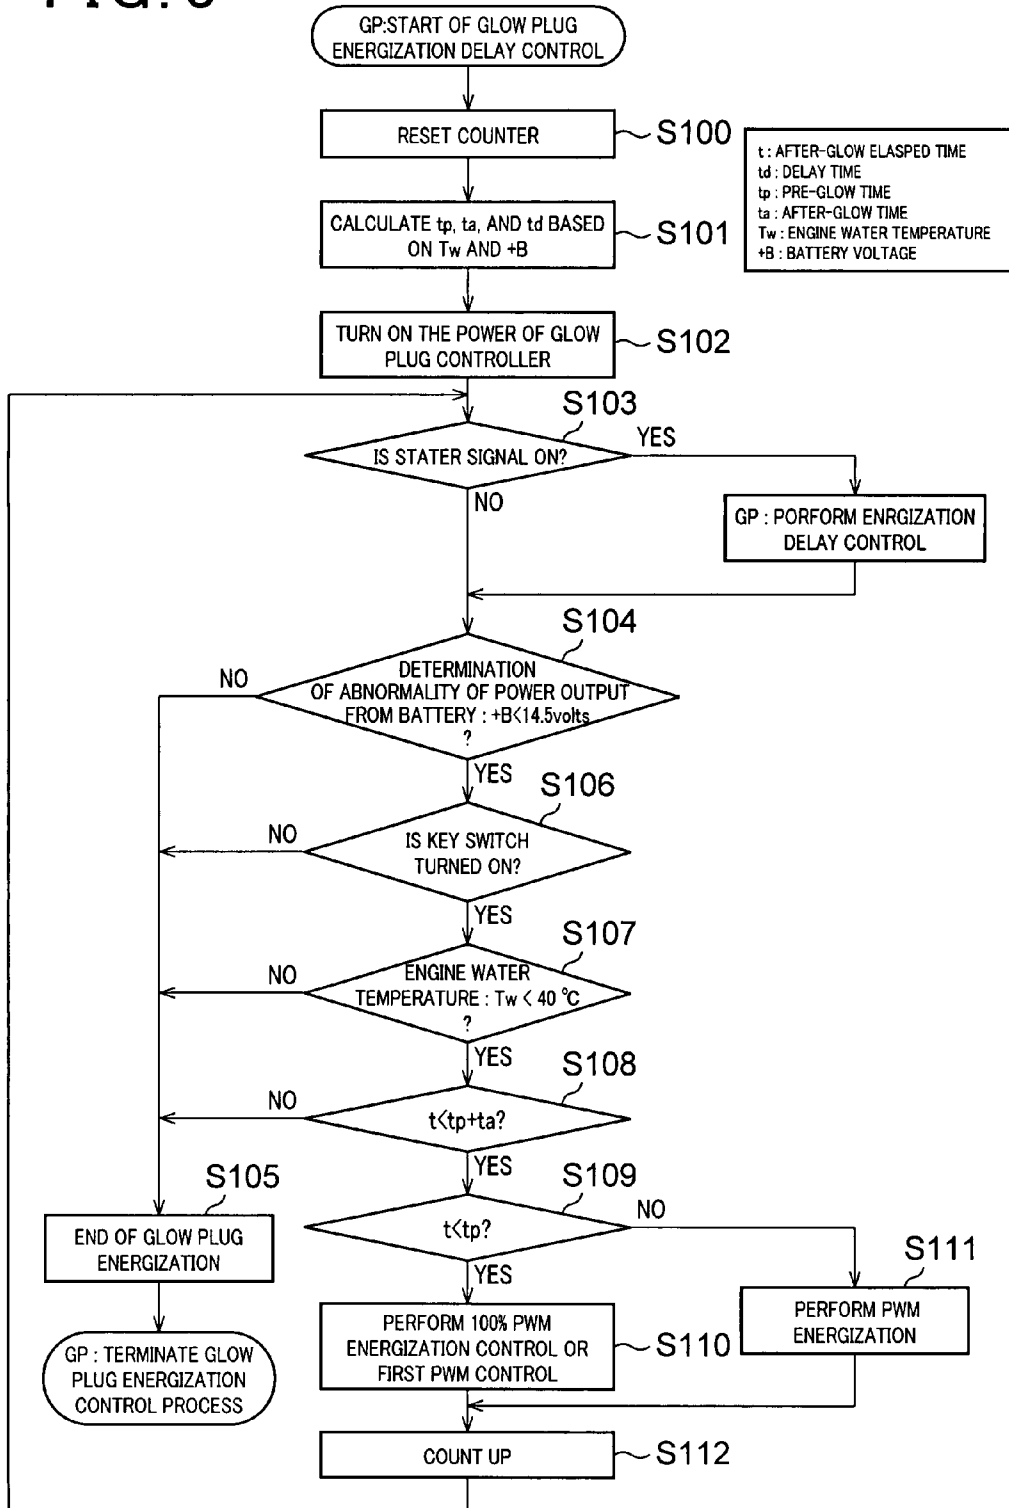 GP:START OF GLOW PLUG
ENERGIZATION DELAY CONTROL
RESET COUNTER
S100
t : AFTER-GLOW ELASPED TIME
td : DELAY TIME
tp : PRE-GLOW TIME
ta : AFTER-GLOW TIME
Tw : ENGINE WATER TEMPERATURE
+B : BATTERY VOLTAGE
CALCULATE tp, ta, AND td BASED
ON Tw AND +B
S101
TURN ON THE POWER OF GLOW
PLUG CONTROLLER
S102
S103
IS STATER SIGNAL ON?
YES
NO
GP : PORFORM ENRGIZATION
DELAY CONTROL
S104
DETERMINATION
OF ABNORMALITY OF POWER OUTPUT
FROM BATTERY : +B<14.5volts
?
NO
YES
S106
IS KEY SWITCH
TURNED ON?
NO
YES
S107
ENGINE WATER
TEMPERATURE : Tw < 40 °C
?
NO
YES
S108
t<tp+ta?
NO
YES
S109
t<tp?
NO
YES
S105
END OF GLOW PLUG
ENERGIZATION
S111
PERFORM PWM
ENERGIZATION
PERFORM 100% PWM
ENERGIZATION CONTROL OR
FIRST PWM CONTROL
S110
GP : TERMINATE GLOW
PLUG ENERGIZATION
CONTROL PROCESS
COUNT UP
S112